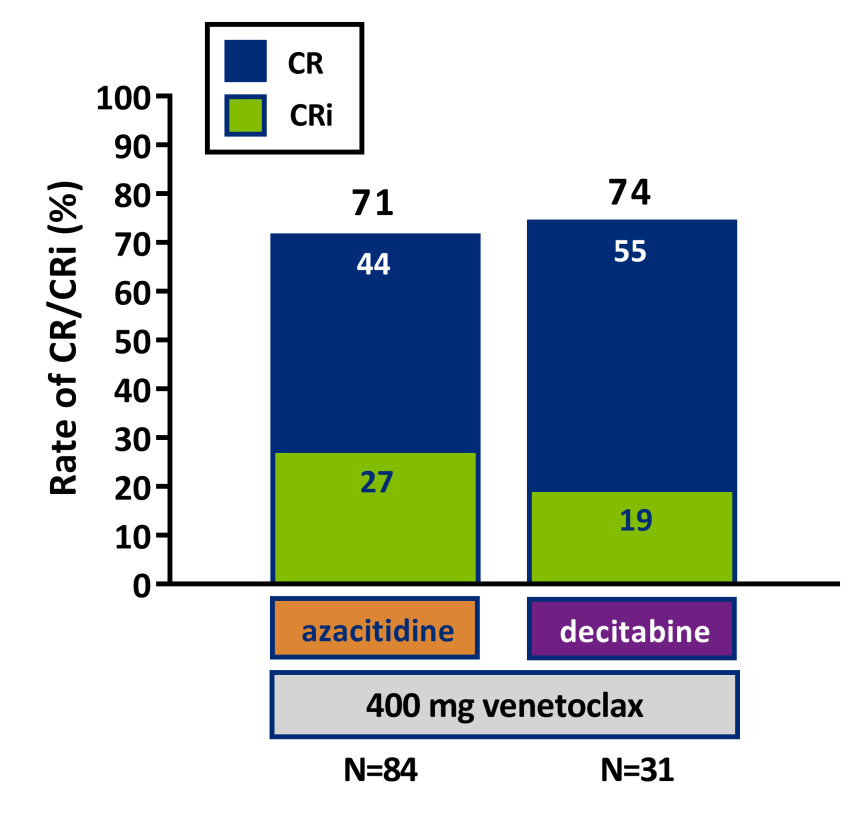 CR
CRi
Rate of CR/CRi (%)
100
90
80
70
60
50
40
30
20
10
0
71
74
44
55
27
19
azacitidine
decitabine
400 mg venetoclax
N=84
N=31